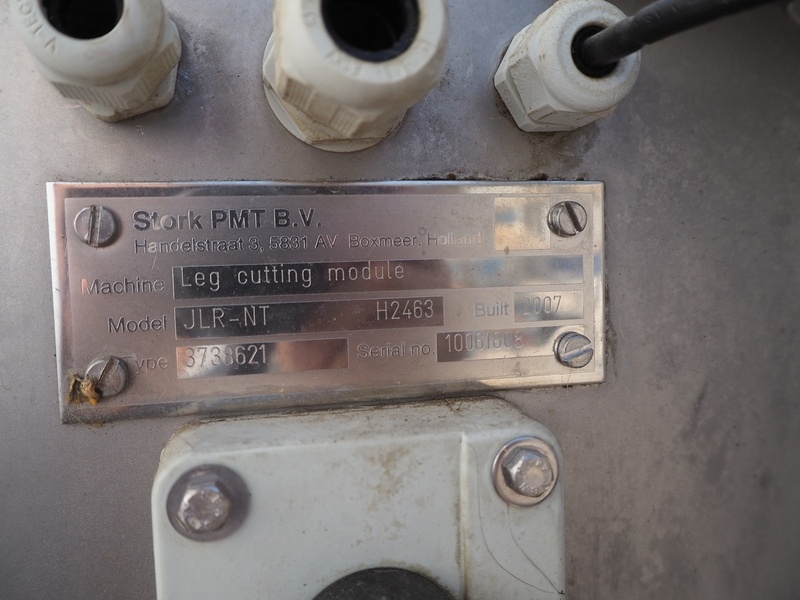 Stork PMT B.V.
Handelstraat 3, 5831 AV Boxmeer, Holland
Machine Leg cutting module
Model JLR-NT H2463 Built 2007
Type 3738621 Serial no.